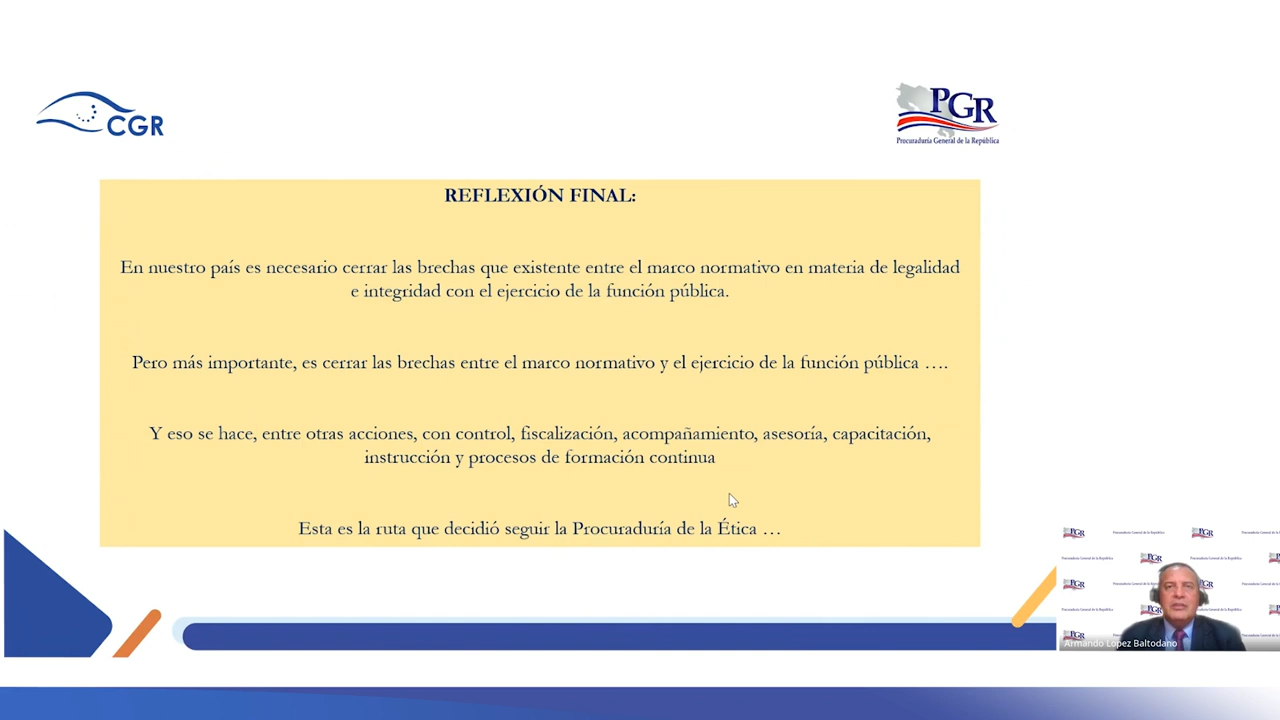 CGR
PGR
Procuraduría General de la República
REFLEXIÓN FINAL:
En nuestro país es necesario cerrar las brechas que existente entre el marco normativo en materia de legalidad
e integridad con el ejercicio de la función pública.
Pero más importante, es cerrar las brechas entre el marco normativo y el ejercicio de la función pública ….
Y eso se hace, entre otras acciones, con control, fiscalización, acompañamiento, asesoría, capacitación,
instrucción y procesos de formación continua
Esta es la ruta que decidió seguir la Procuraduría de la Ética …
Armando López Baltodano